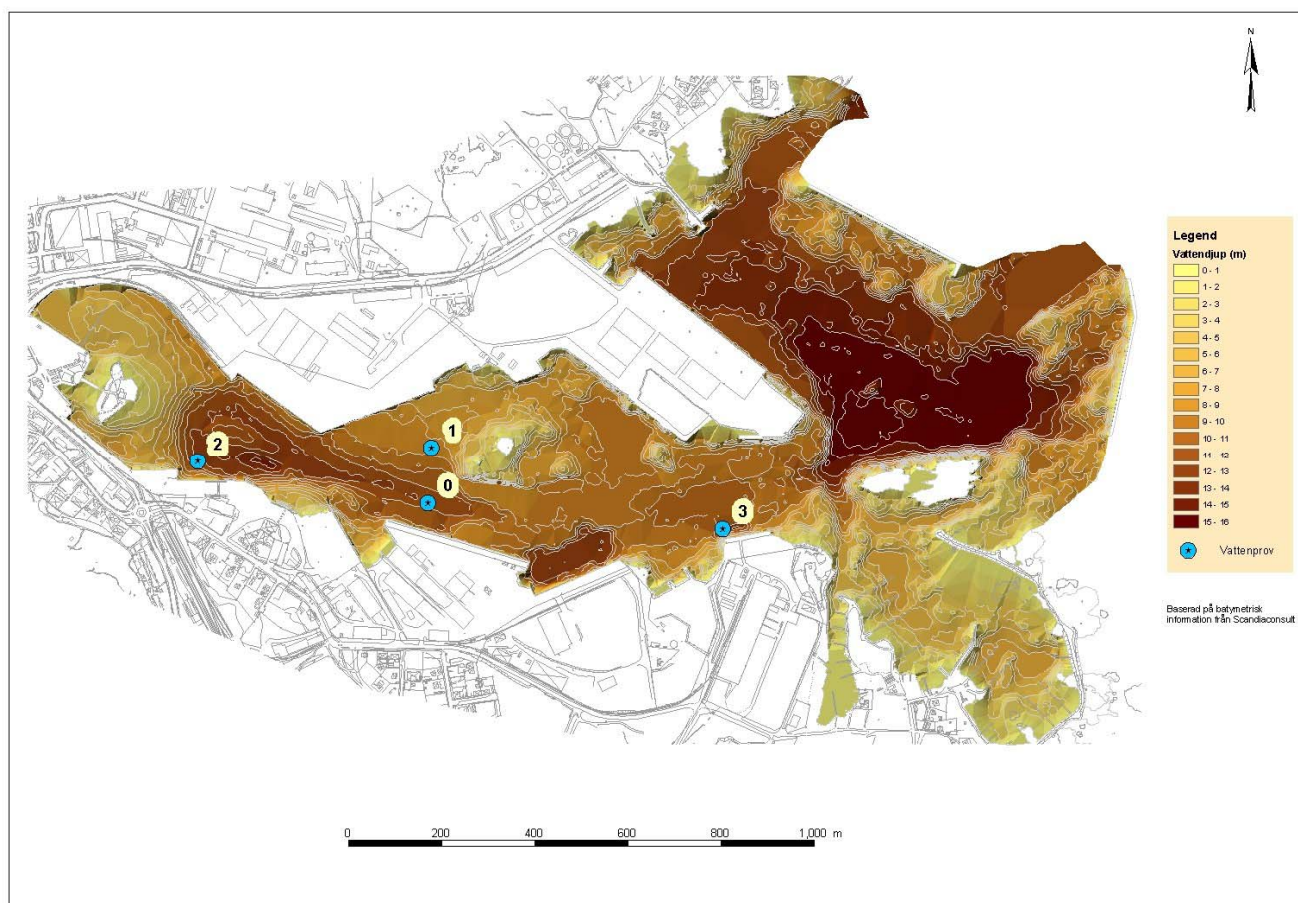 N
Legend
Vattendjup (m)
0 - 1
1 - 2
2 - 3
3 - 4
4 - 5
5 - 6
6 - 7
7 - 8
8 - 9
9 - 10
10 - 11
11 - 12
12 - 13
13 - 14
14 - 15
15 - 16
Vattenprov
Baserad på batymetrisk
information från Scandiaconsult
1
2
0
3
0 200 400 600 800 1,000 m